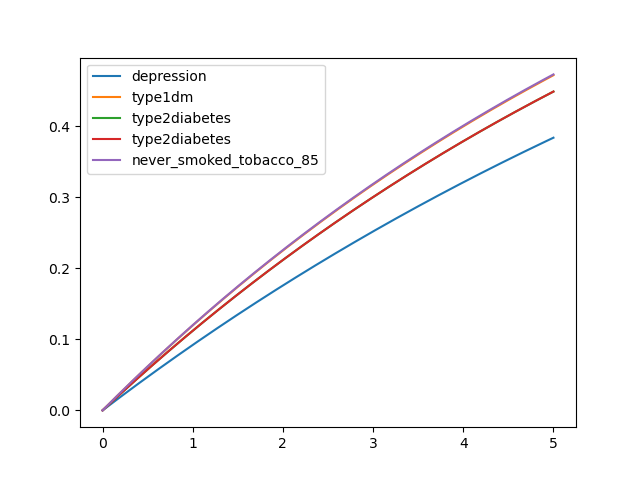 depression
type1dm
type2diabetes
type2diabetes
never_smoked_tobacco_85
0.4
0.3
0.2
0.1
0.0
0 1 2 3 4 5